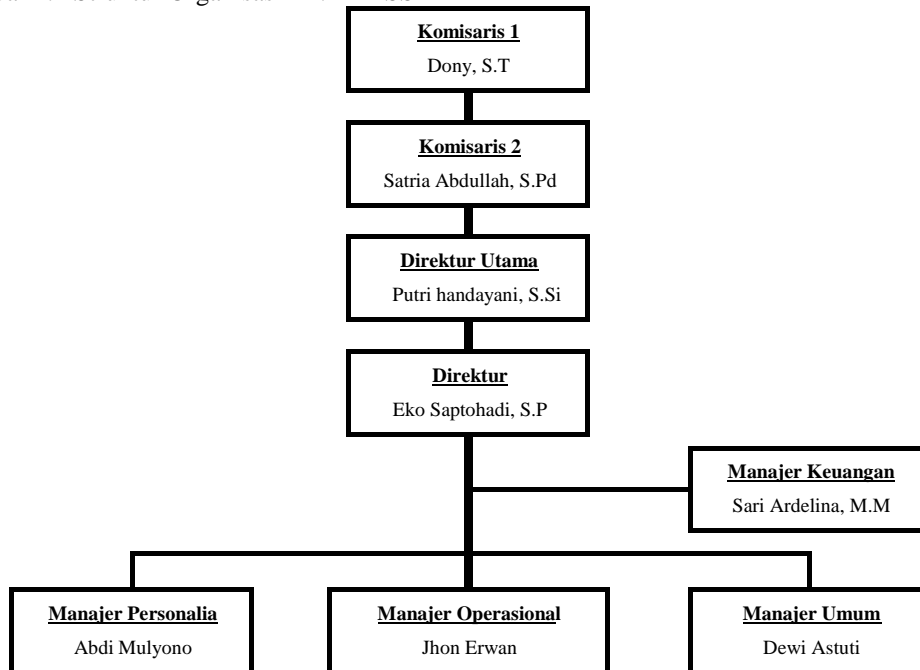 Komisaris 1
Dony, S.T
Komisaris 2
Satria Abdullah, S.Pd
Direktur Utama
Putri handayani, S.Si
Direktur
Eko Saptohadi, S.P
Manajer Keuangan
Sari Ardelina, M.M
Manajer Personalia
Abdi Mulyono
Manajer Operasional
Jhon Erwan
Manajer Umum
Dewi Astuti